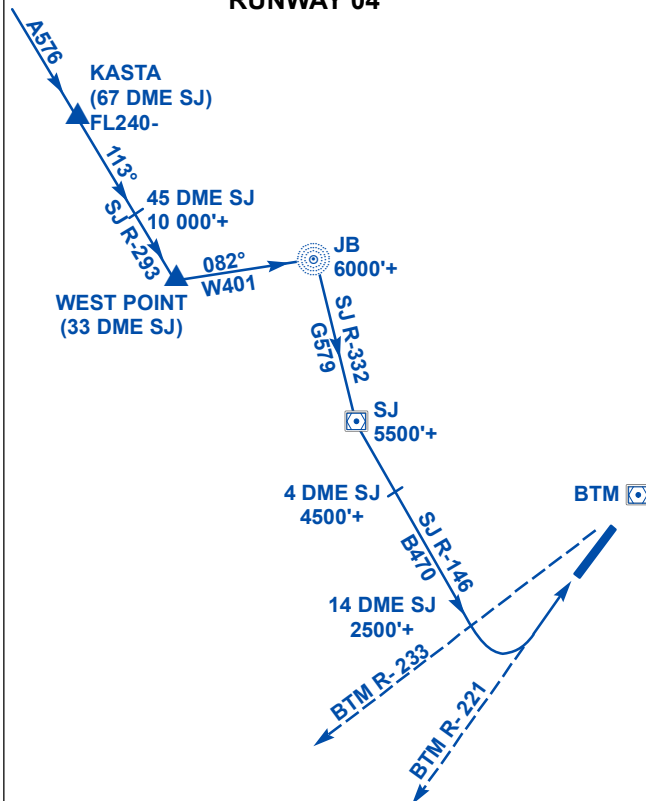 RUNWAY 04
A576
KASTA
(67 DME SJ)
FL240-
113°
SJ R-293
45 DME SJ
10 000'+
WEST POINT
(33 DME SJ)
082°
W401
JB
6000'+
SJ R-332
G579
SJ
5500'+
4 DME SJ
4500'+
SJ R-146
B470
BTM
14 DME SJ
2500'+
BTM R- 233
BTM R- 221